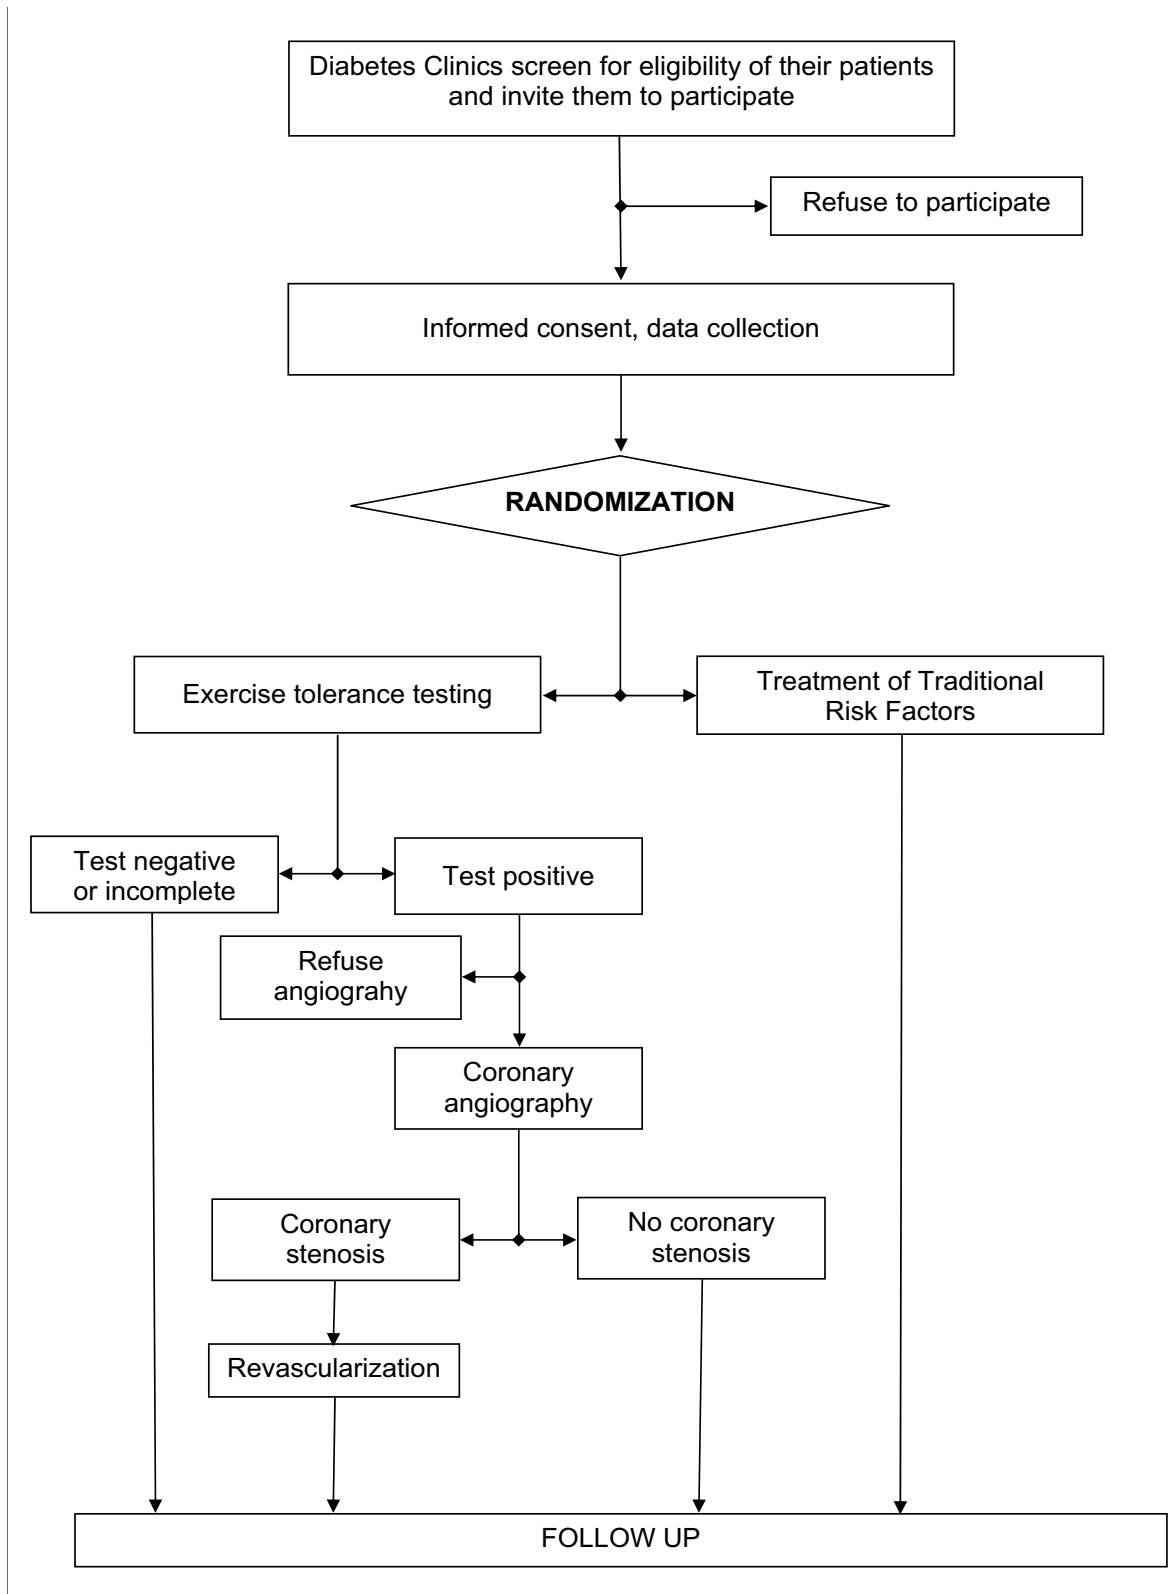 Diabetes Clinics screen for eligibility of their patients
and invite them to participate
Refuse to participate
Informed consent, data collection
RANDOMIZATION
Exercise tolerance testing
Treatment of Traditional
Risk Factors
Test negative
or incomplete
Test positive
Refuse
angiograhy
Coronary
angiography
Coronary
stenosis
No coronary
stenosis
Revascularization
FOLLOW UP